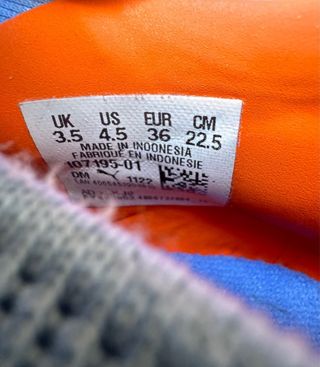 UK US EUR CM
3.5 4.5 36 22.5
MADE IN INDONESIA
FABRIQUE EN INDONESIE
107195-01
DM 1122